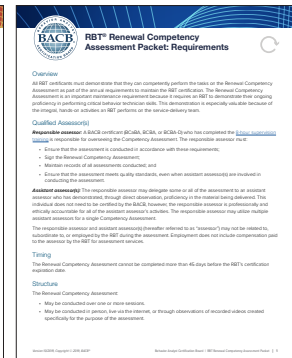 BACB
RBT® Renewal Competency
Assessment Packet: Requirements
Overview
All RBT certificants must demonstrate that they can competently perform the tasks on the Renewal Competency
Assessment as part of the annual requirements to maintain the RBT certification. The Renewal Competency
Assessment is an important maintenance requirement because it requires an RBT to demonstrate their ongoing
proficiency in performing critical behavior technician skills. This demonstration is especially valuable because of
the integral, hands-on activities an RBT performs on the service-delivery team.
Qualified Assessor(s)
Responsible assessor: A BACB certificant (BCaBA, BCBA, or BCBA-D) who has completed the 8-hour supervision
training is responsible for overseeing the Competency Assessment. The responsible assessor must:
• Ensure that the assessment is conducted in accordance with these requirements;
• Sign the Renewal Competency Assessment;
• Maintain records of all assessments conducted; and
• Ensure that the assessment meets quality standards, even when assistant assessor(s) are involved in
conducting the assessment.
Assistant assessor(s): The responsible assessor may delegate some or all of the assessment to an assistant
assessor who has demonstrated, through direct observation, proficiency in the material being delivered. This
individual does not need to be certified by the BACB; however, the responsible assessor is professionally and
ethically accountable for all of the assistant assessor's activities. The responsible assessor may utilize multiple
assistant assessors for a single Competency Assessment.
The responsible assessor and assistant assessor(s) (hereafter referred to as "assessor") may not be related to,
subordinate to, or employed by the RBT during the assessment. Employment does not include compensation paid
to the assessor by the RBT for assessment services.
Timing
The Renewal Competency Assessment cannot be completed more than 45 days before the RBT's certification
expiration date.
Structure
The Renewal Competency Assessment:
• May be conducted over one or more sessions.
• May be conducted in person, live via the internet, or through observations of recorded videos created
specifically for the purpose of the assessment.